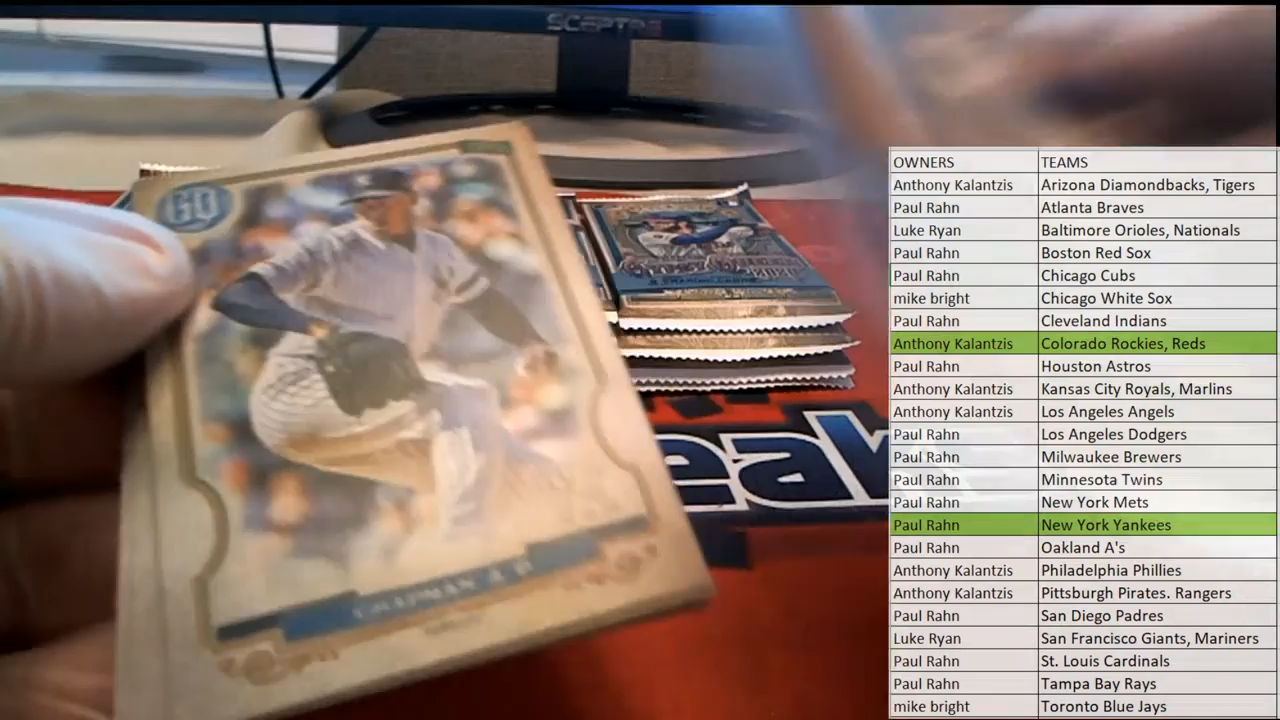 SCEPTRE
GQ
CHAPMAN
eak
OWNERS TEAMS
Anthony Kalantzis Arizona Diamondbacks, Tigers
Paul Rahn Atlanta Braves
Luke Ryan Baltimore Orioles, Nationals
Paul Rahn Boston Red Sox
Paul Rahn Chicago Cubs
mike bright Chicago White Sox
Paul Rahn Cleveland Indians
Anthony Kalantzis Colorado Rockies, Reds
Paul Rahn Houston Astros
Anthony Kalantzis Kansas City Royals, Marlins
Anthony Kalantzis Los Angeles Angels
Paul Rahn Los Angeles Dodgers
Paul Rahn Milwaukee Brewers
Paul Rahn Minnesota Twins
Paul Rahn New York Mets
Paul Rahn New York Yankees
Paul Rahn Oakland A's
Anthony Kalantzis Philadelphia Phillies
Anthony Kalantzis Pittsburgh Pirates. Rangers
Paul Rahn San Diego Padres
Luke Ryan San Francisco Giants, Mariners
Paul Rahn St. Louis Cardinals
Paul Rahn Tampa Bay Rays
mike bright Toronto Blue Jays